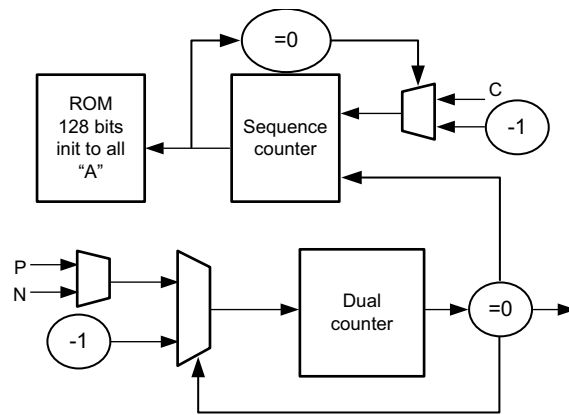 =0
ROM
128 bits
init to all
“A”
Sequence
counter
C
-1
P
N
-1
Dual
counter
=0